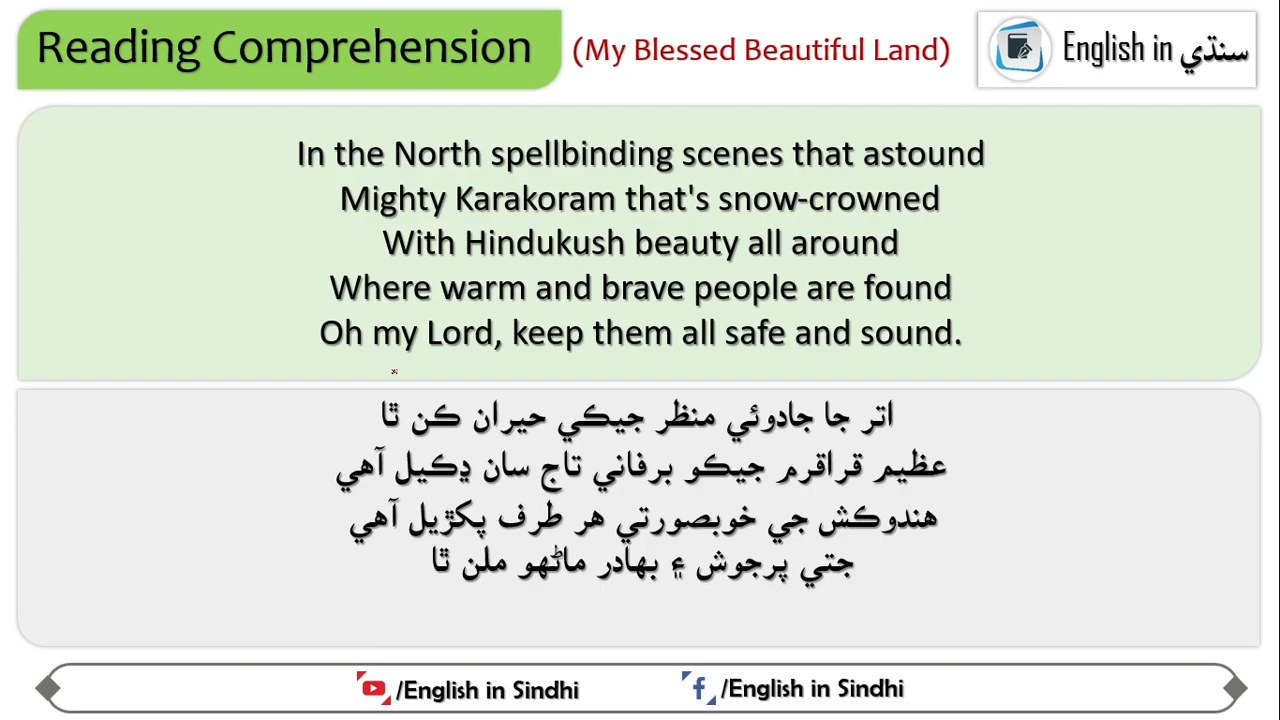 Reading Comprehension
(My Blessed Beautiful Land)
English in سنڌي
In the North spellbinding scenes that astound
Mighty Karakoram that's snow-crowned
With Hindukush beauty all around
Where warm and brave people are found
Oh my Lord, keep them all safe and sound.
اتر جا جادوئي منظر جيڪي حيران ڪن ٿا
عظيم قراقرم جيڪو برفاني تاج سان ڍڪيل آهي
هندوڪش جي خوبصورتي هر طرف پکڙيل آهي
جتي پرجوش ۽ بهادر ماڻهو ملن ٿا
/English in Sindhi
/English in Sindhi